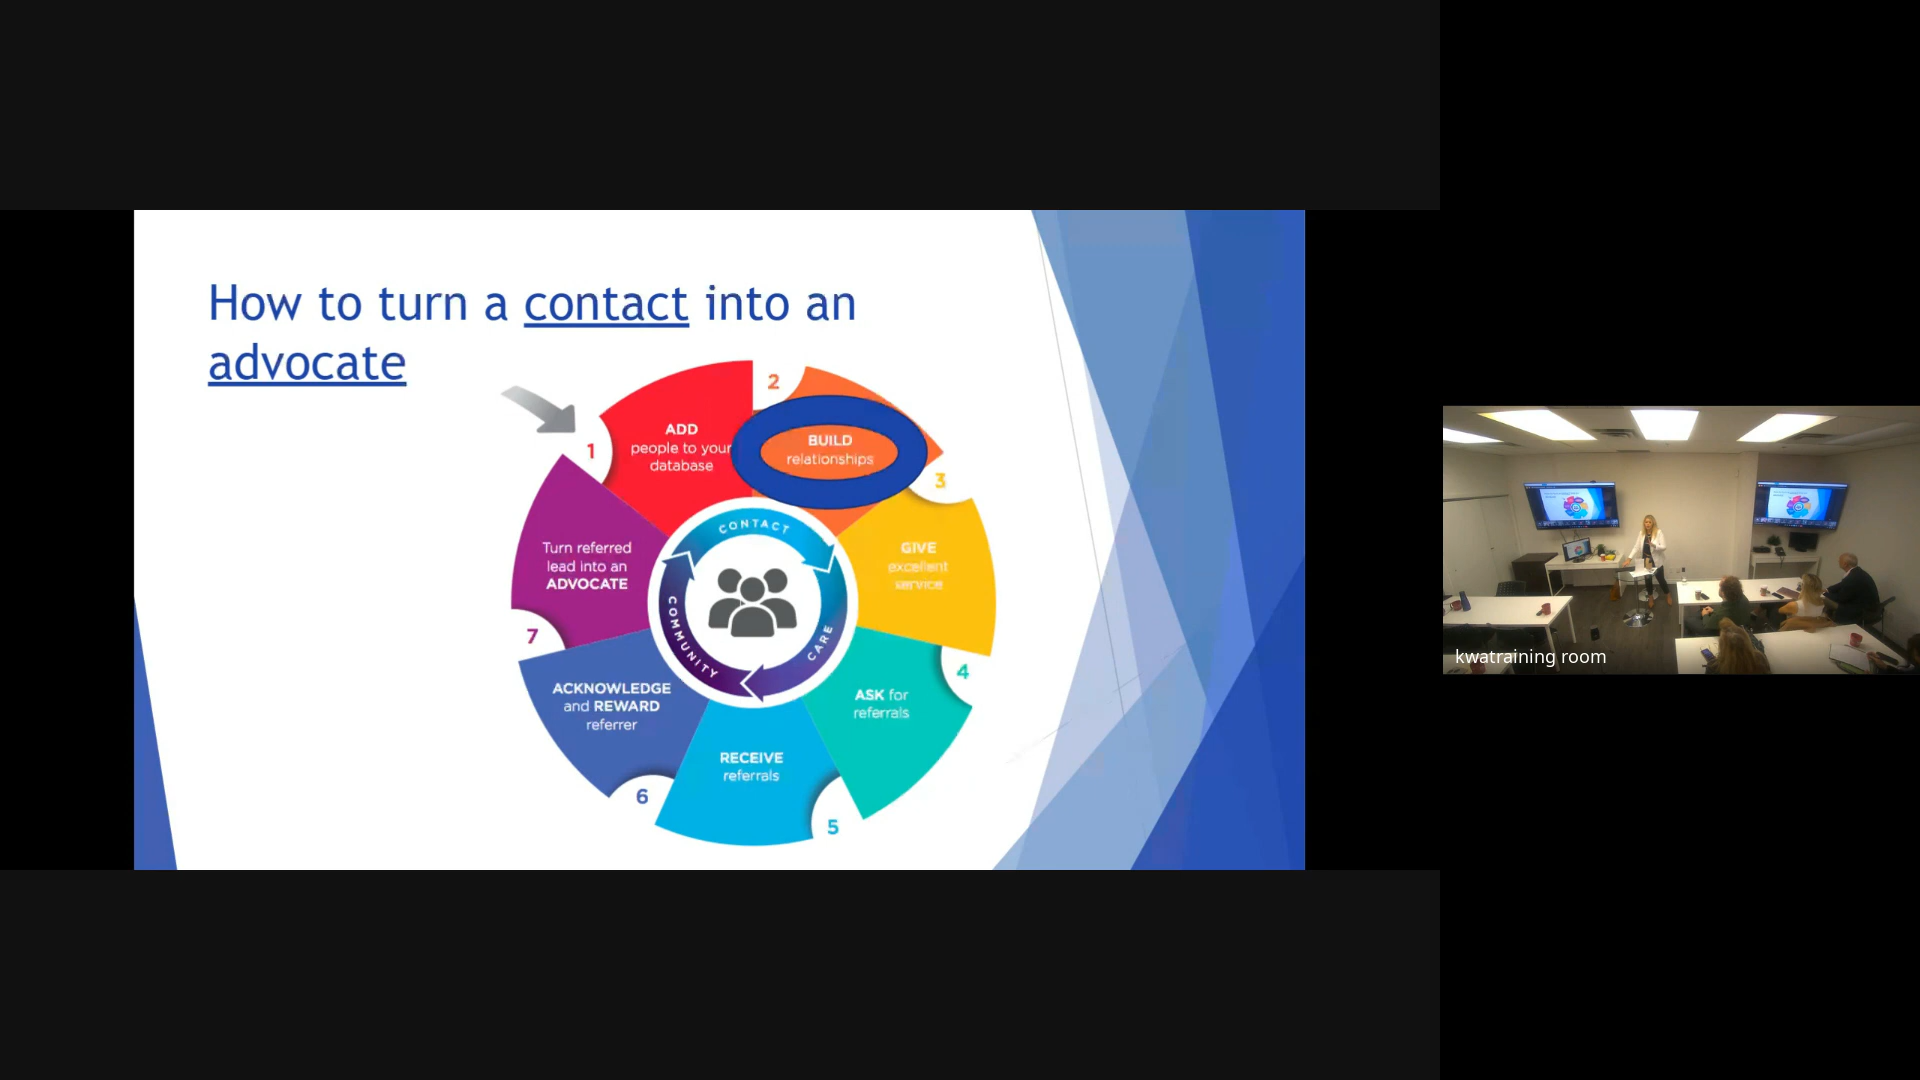 How to turn a contact into an
advocate
1
ADD
people to your
database
2
BUILD
relationships
3
GIVE
excellent
service
4
ASK for
referrals
5
RECEIVE
referrals
6
ACKNOWLEDGE
and REWARD
referrer
7
Turn referred
lead into an
ADVOCATE
CONTACT
CARE
COMMUNITY
kwatraining room